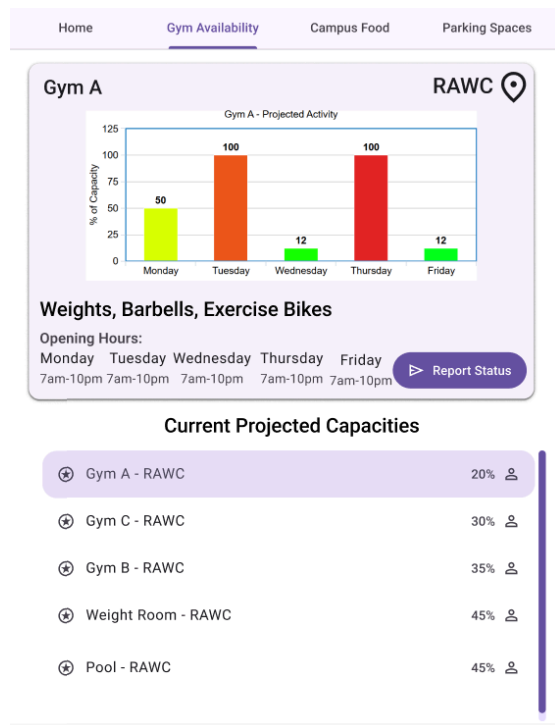 Home Gym Availability Campus Food Parking Spaces
Gym A RAWC
Gym A - Projected Activity
% of Capacity
125
100
75
50
25
0
50 100 12 100 12
Monday Tuesday Wednesday Thursday Friday
Weights, Barbells, Exercise Bikes
Opening Hours:
Monday Tuesday Wednesday Thursday Friday
7am-10pm 7am-10pm 7am-10pm 7am-10pm 7am-10pm
Report Status
Current Projected Capacities
Gym A - RAWC 20%
Gym C - RAWC 30%
Gym B - RAWC 35%
Weight Room - RAWC 45%
Pool - RAWC 45%